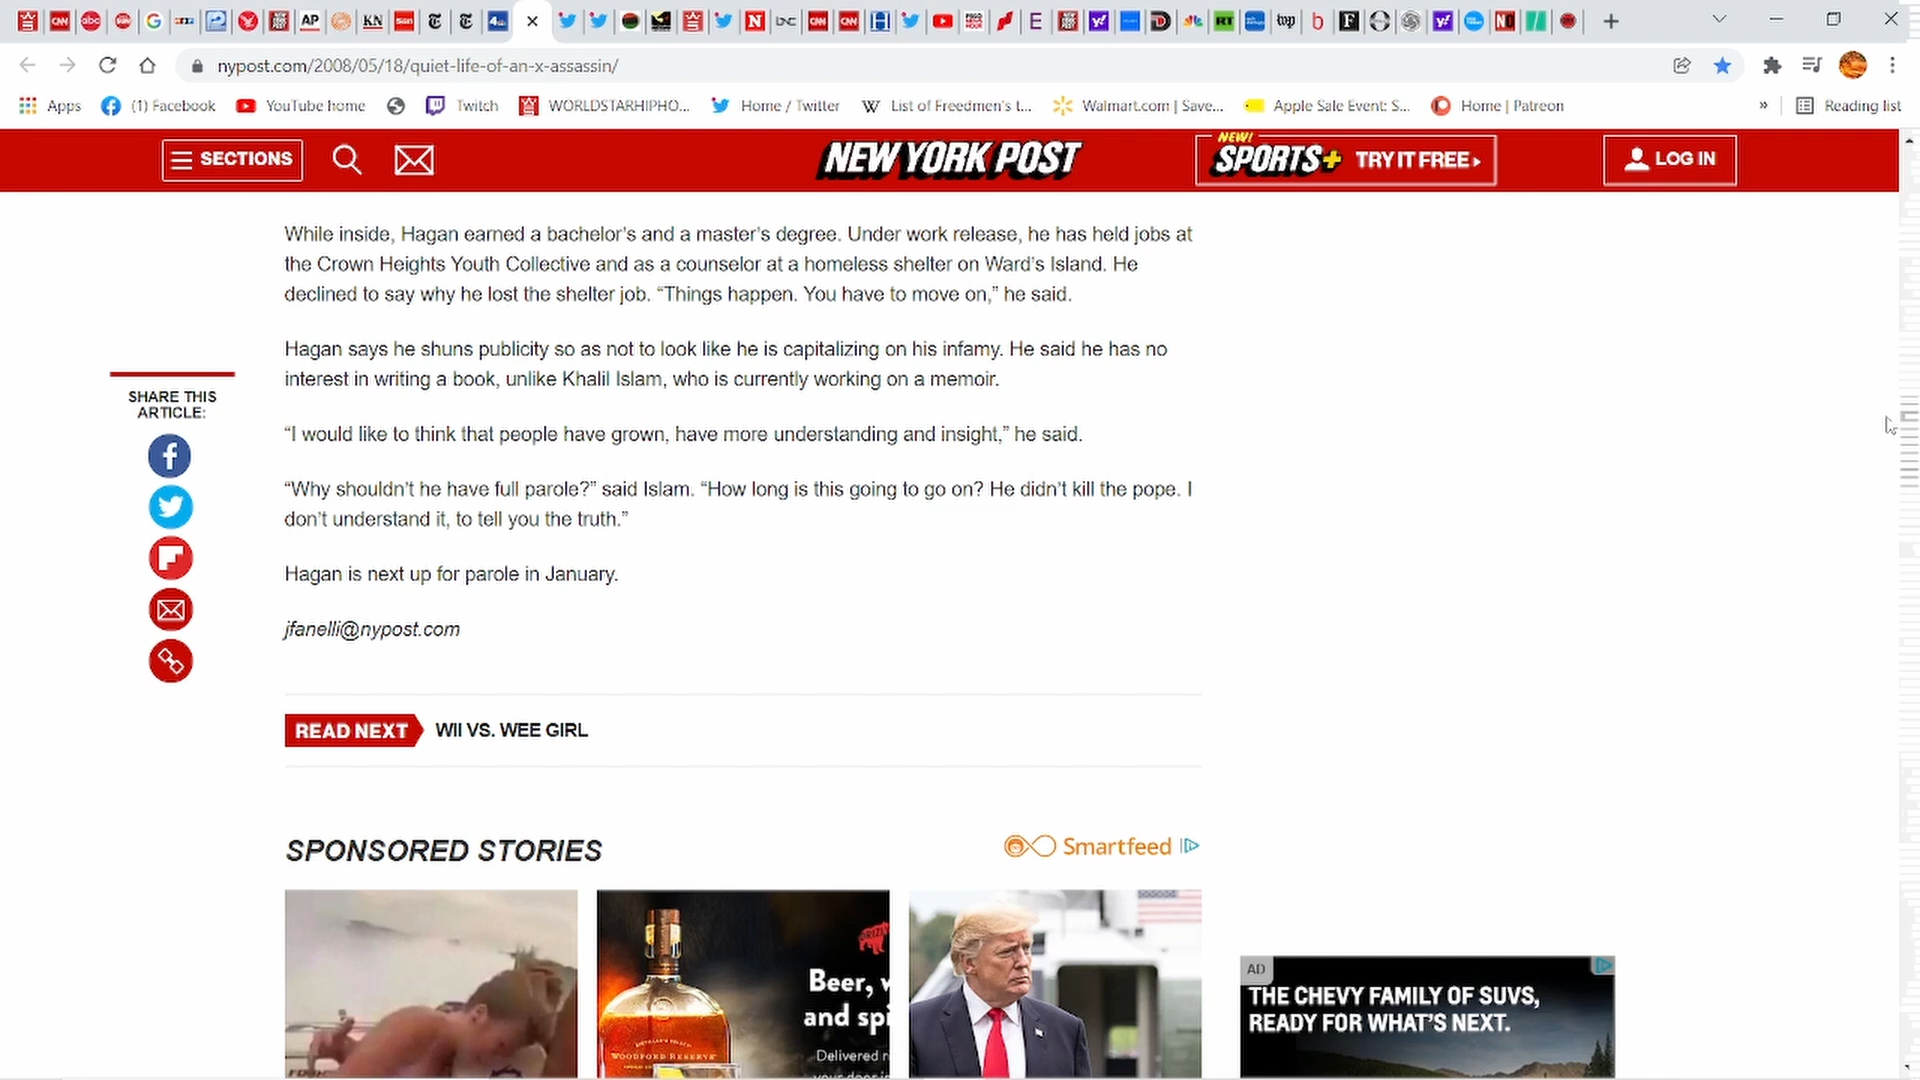 nypost.com/2008/05/18/quiet-life-of-an-x-assassin/
Apps
(1) Facebook
YouTube home
Twitch
WORLDSTARHIPHO...
Home / Twitter
List of Freedmen's t...
Walmart.com | Save...
Apple Sale Event: S...
Home | Patreon
»
Reading list
SECTIONS
NEW YORK POST
NEW!
SPORTS+ TRY IT FREE
LOG IN
While inside, Hagan earned a bachelor's and a master's degree. Under work release, he has held jobs at
the Crown Heights Youth Collective and as a counselor at a homeless shelter on Ward's Island. He
declined to say why he lost the shelter job. “Things happen. You have to move on,” he said.
Hagan says he shuns publicity so as not to look like he is capitalizing on his infamy. He said he has no
interest in writing a book, unlike Khalil Islam, who is currently working on a memoir.
“I would like to think that people have grown, have more understanding and insight,” he said.
“Why shouldn't he have full parole?” said Islam. “How long is this going to go on? He didn't kill the pope. I
don't understand it, to tell you the truth.”
Hagan is next up for parole in January.
jfanelli@nypost.com
SHARE THIS
ARTICLE:
READ NEXT WII VS. WEE GIRL
SPONSORED STORIES
Smartfeed
DRIZLY
Beer, w
and spi
Delivered
WOODFORD RESERVE
AD
THE CHEVY FAMILY OF SUVS,
READY FOR WHAT'S NEXT.